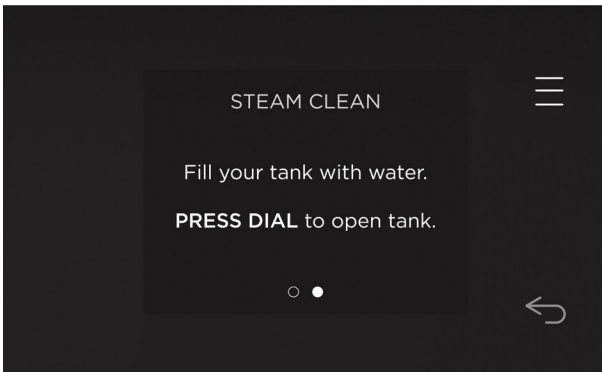 STEAM CLEAN
Fill your tank with water.
PRESS DIAL to open tank.